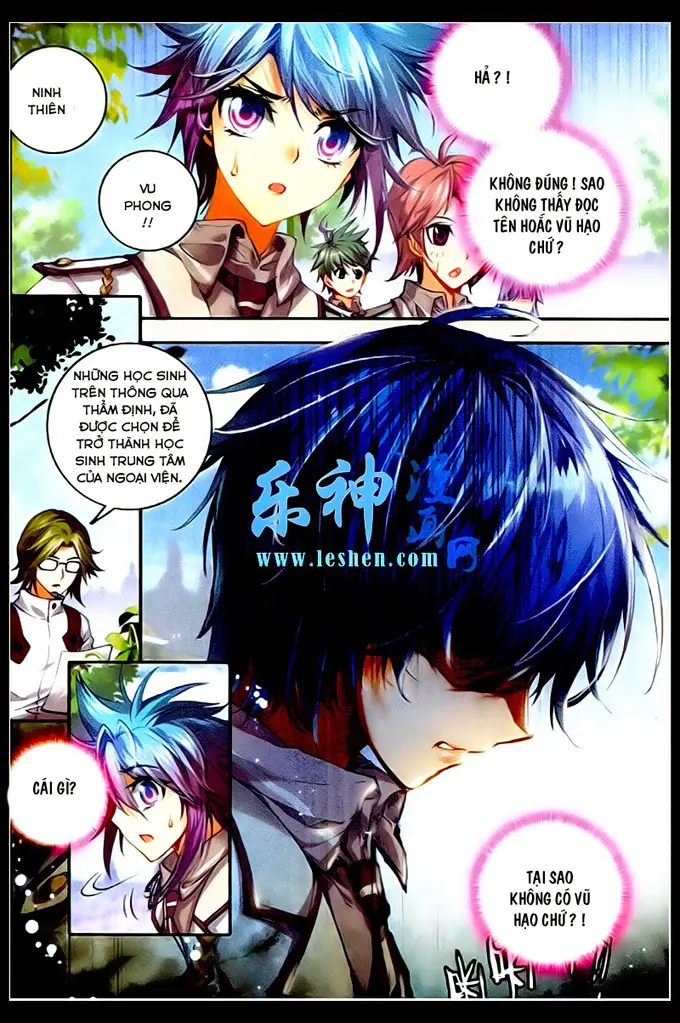 NINH
THIÊN
VU
PHONG
!!
HẢ?!
KHÔNG ĐÚNG! SAO
KHÔNG THẤY ĐỌC
TÊN HOẮC VŨ HẠO
CHỨ?
NHỮNG HỌC SINH
TRÊN THÔNG QUA
THẨM ĐỊNH, ĐÃ
ĐƯỢC CHỌN ĐỂ
TRỞ THÀNH HỌC
SINH TRUNG TÂM
CỦA NGOẠI VIỆN.
乐神漫画网
www.leshen.com
CÁI GÌ?
TẠI SAO
KHÔNG CÓ VŨ
HẠO CHỨ?!